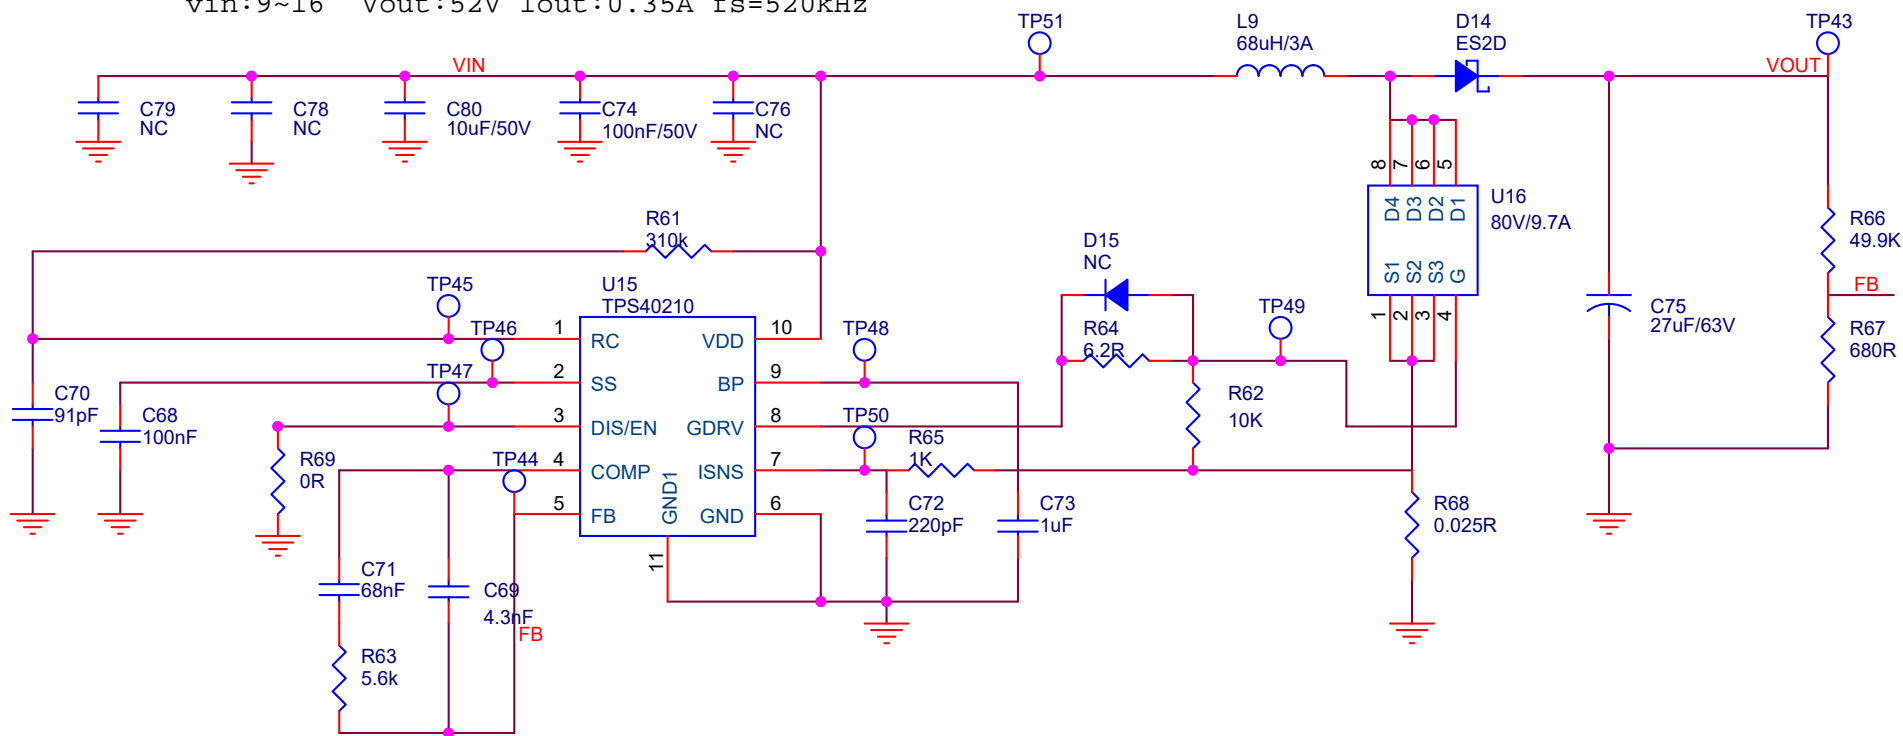 vin:9~16 Vout:52V Iout:0.35A fs=520kHz
TP51
L9
68uH/3A
D14
ES2D
TP43
VIN
VOUT
C79
NC
C78
NC
C80
10uF/50V
C74
100nF/50V
C76
NC
8
7
6
5
D4
D3
D2
D1
S1
S2
S3
G
1
2
3
4
U16
80V/9.7A
R66
49.9K
FB
R67
680R
C75
27uF/63V
R61
310k
D15
NC
TP49
R64
6.2R
R62
10K
TP45
TP46
TP47
TP44
U15
TPS40210
1
RC
2
SS
3
DIS/EN
4
COMP
5
FB
VDD
10
BP
9
GDRV
8
ISNS
7
GND
6
GND1
11
TP48
TP50
R65
1K
C70
91pF
C68
100nF
R69
0R
C72
220pF
C73
1uF
R68
0.025R
C71
68nF
C69
4.3nF
FB
R63
5.6k